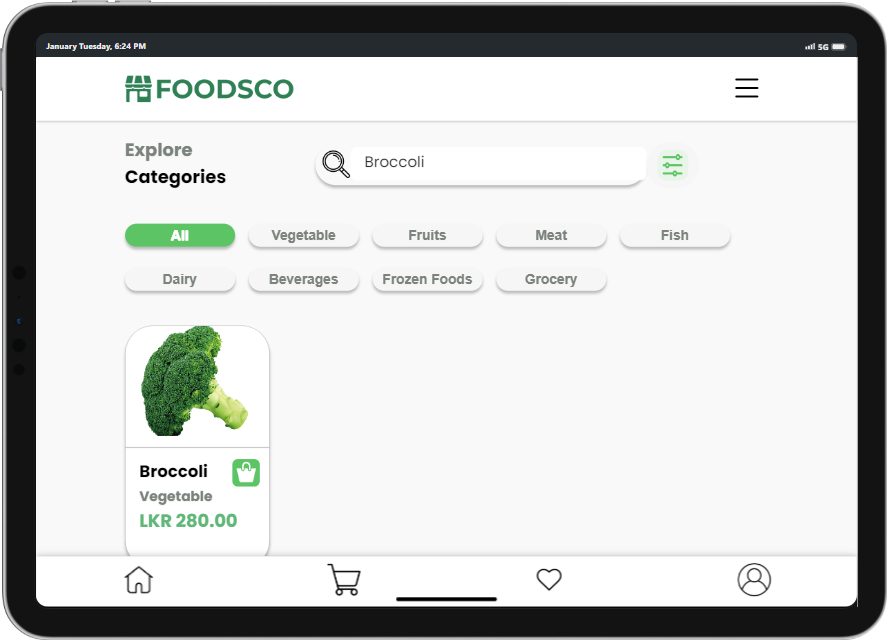 January Tuesday, 6:24 PM
5G
FOODSCO
Explore
Categories
Broccoli
All
Vegetable
Fruits
Meat
Fish
Dairy
Beverages
Frozen Foods
Grocery
Broccoli
Vegetable
LKR 280.00